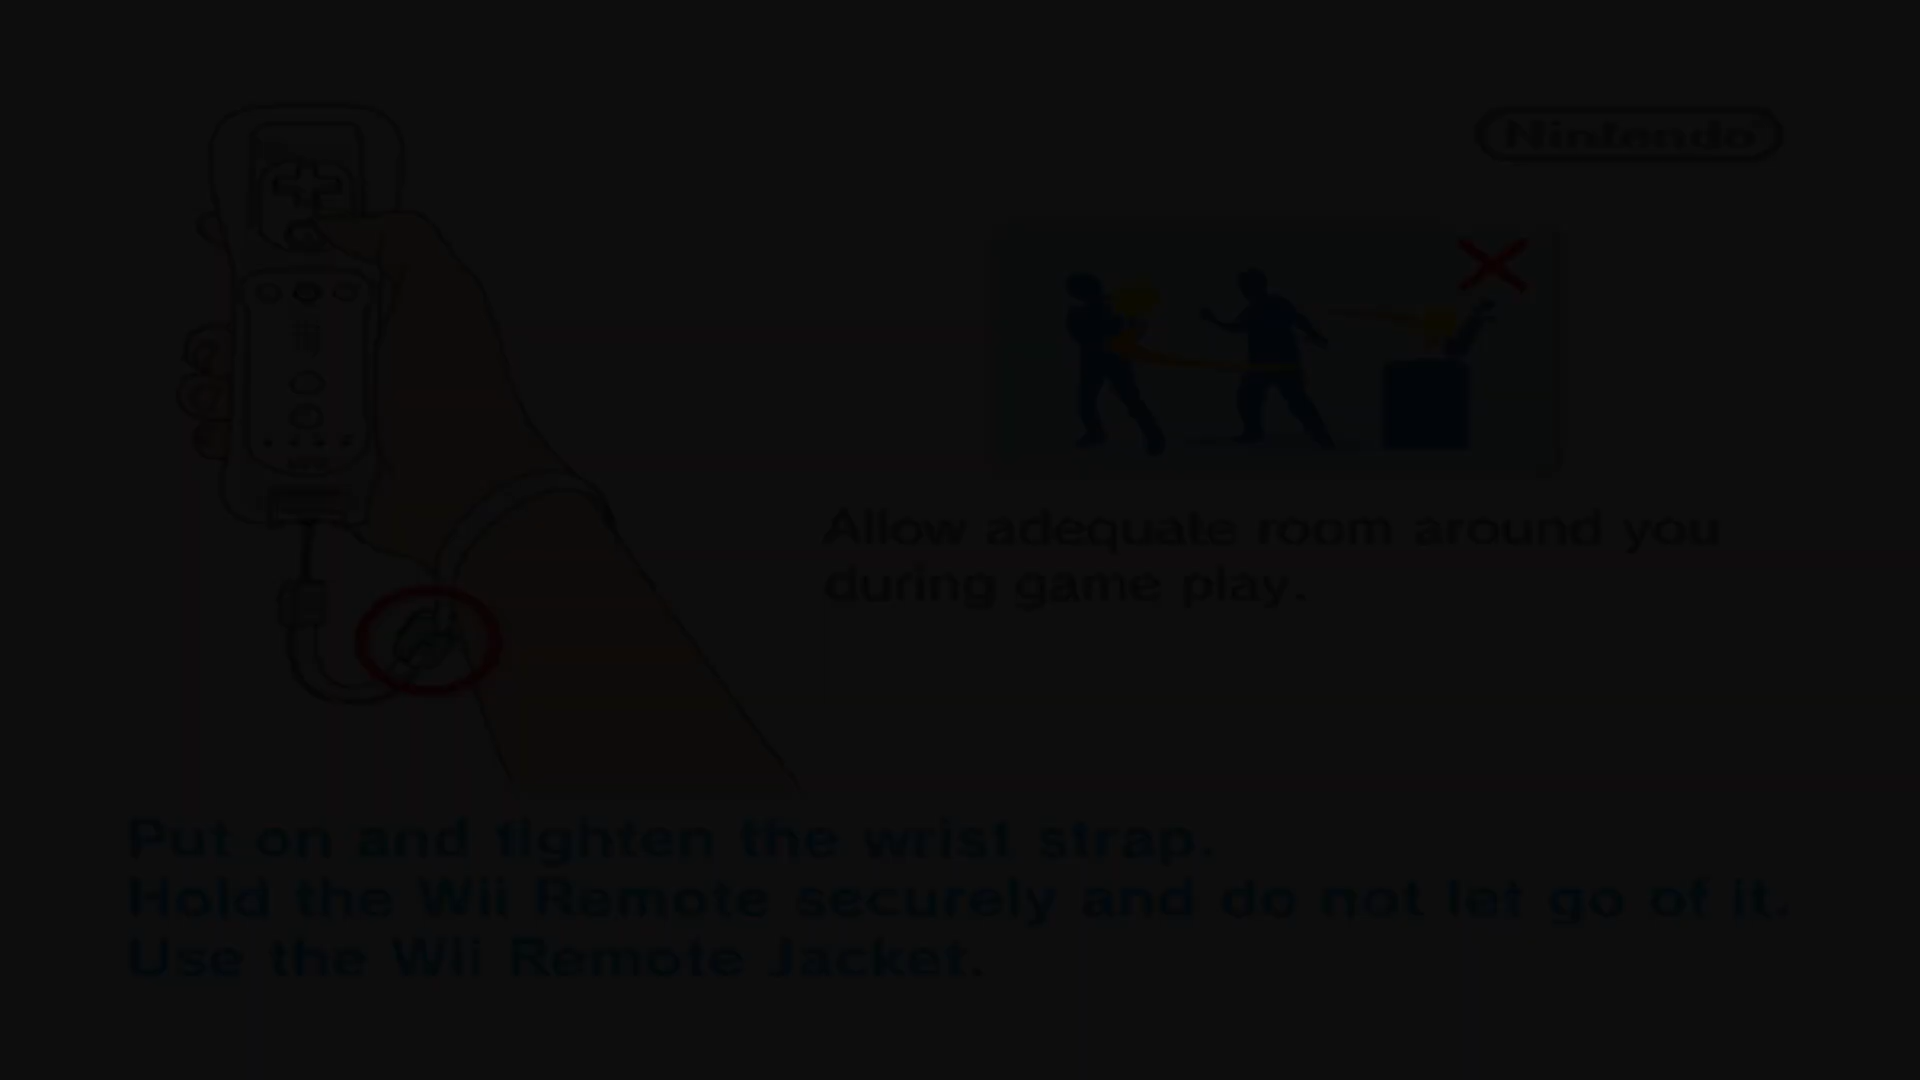 Nintendo
Allow adequate room around you
during game play.
Put on and tighten the wrist strap.
Hold the Wii Remote securely and do not let go of it.
Use the Wii Remote Jacket.